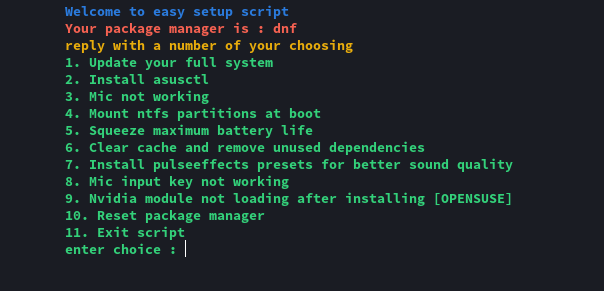 Welcome to easy setup script
Your package manager is : dnf
reply with a number of your choosing
1. Update your full system
2. Install asusctl
3. Mic not working
4. Mount ntfs partitions at boot
5. Squeeze maximum battery life
6. Clear cache and remove unused dependencies
7. Install pulseeffects presets for better sound quality
8. Mic input key not working
9. Nvidia module not loading after installing [OPENSUSE]
10. Reset package manager
11. Exit script
enter choice :